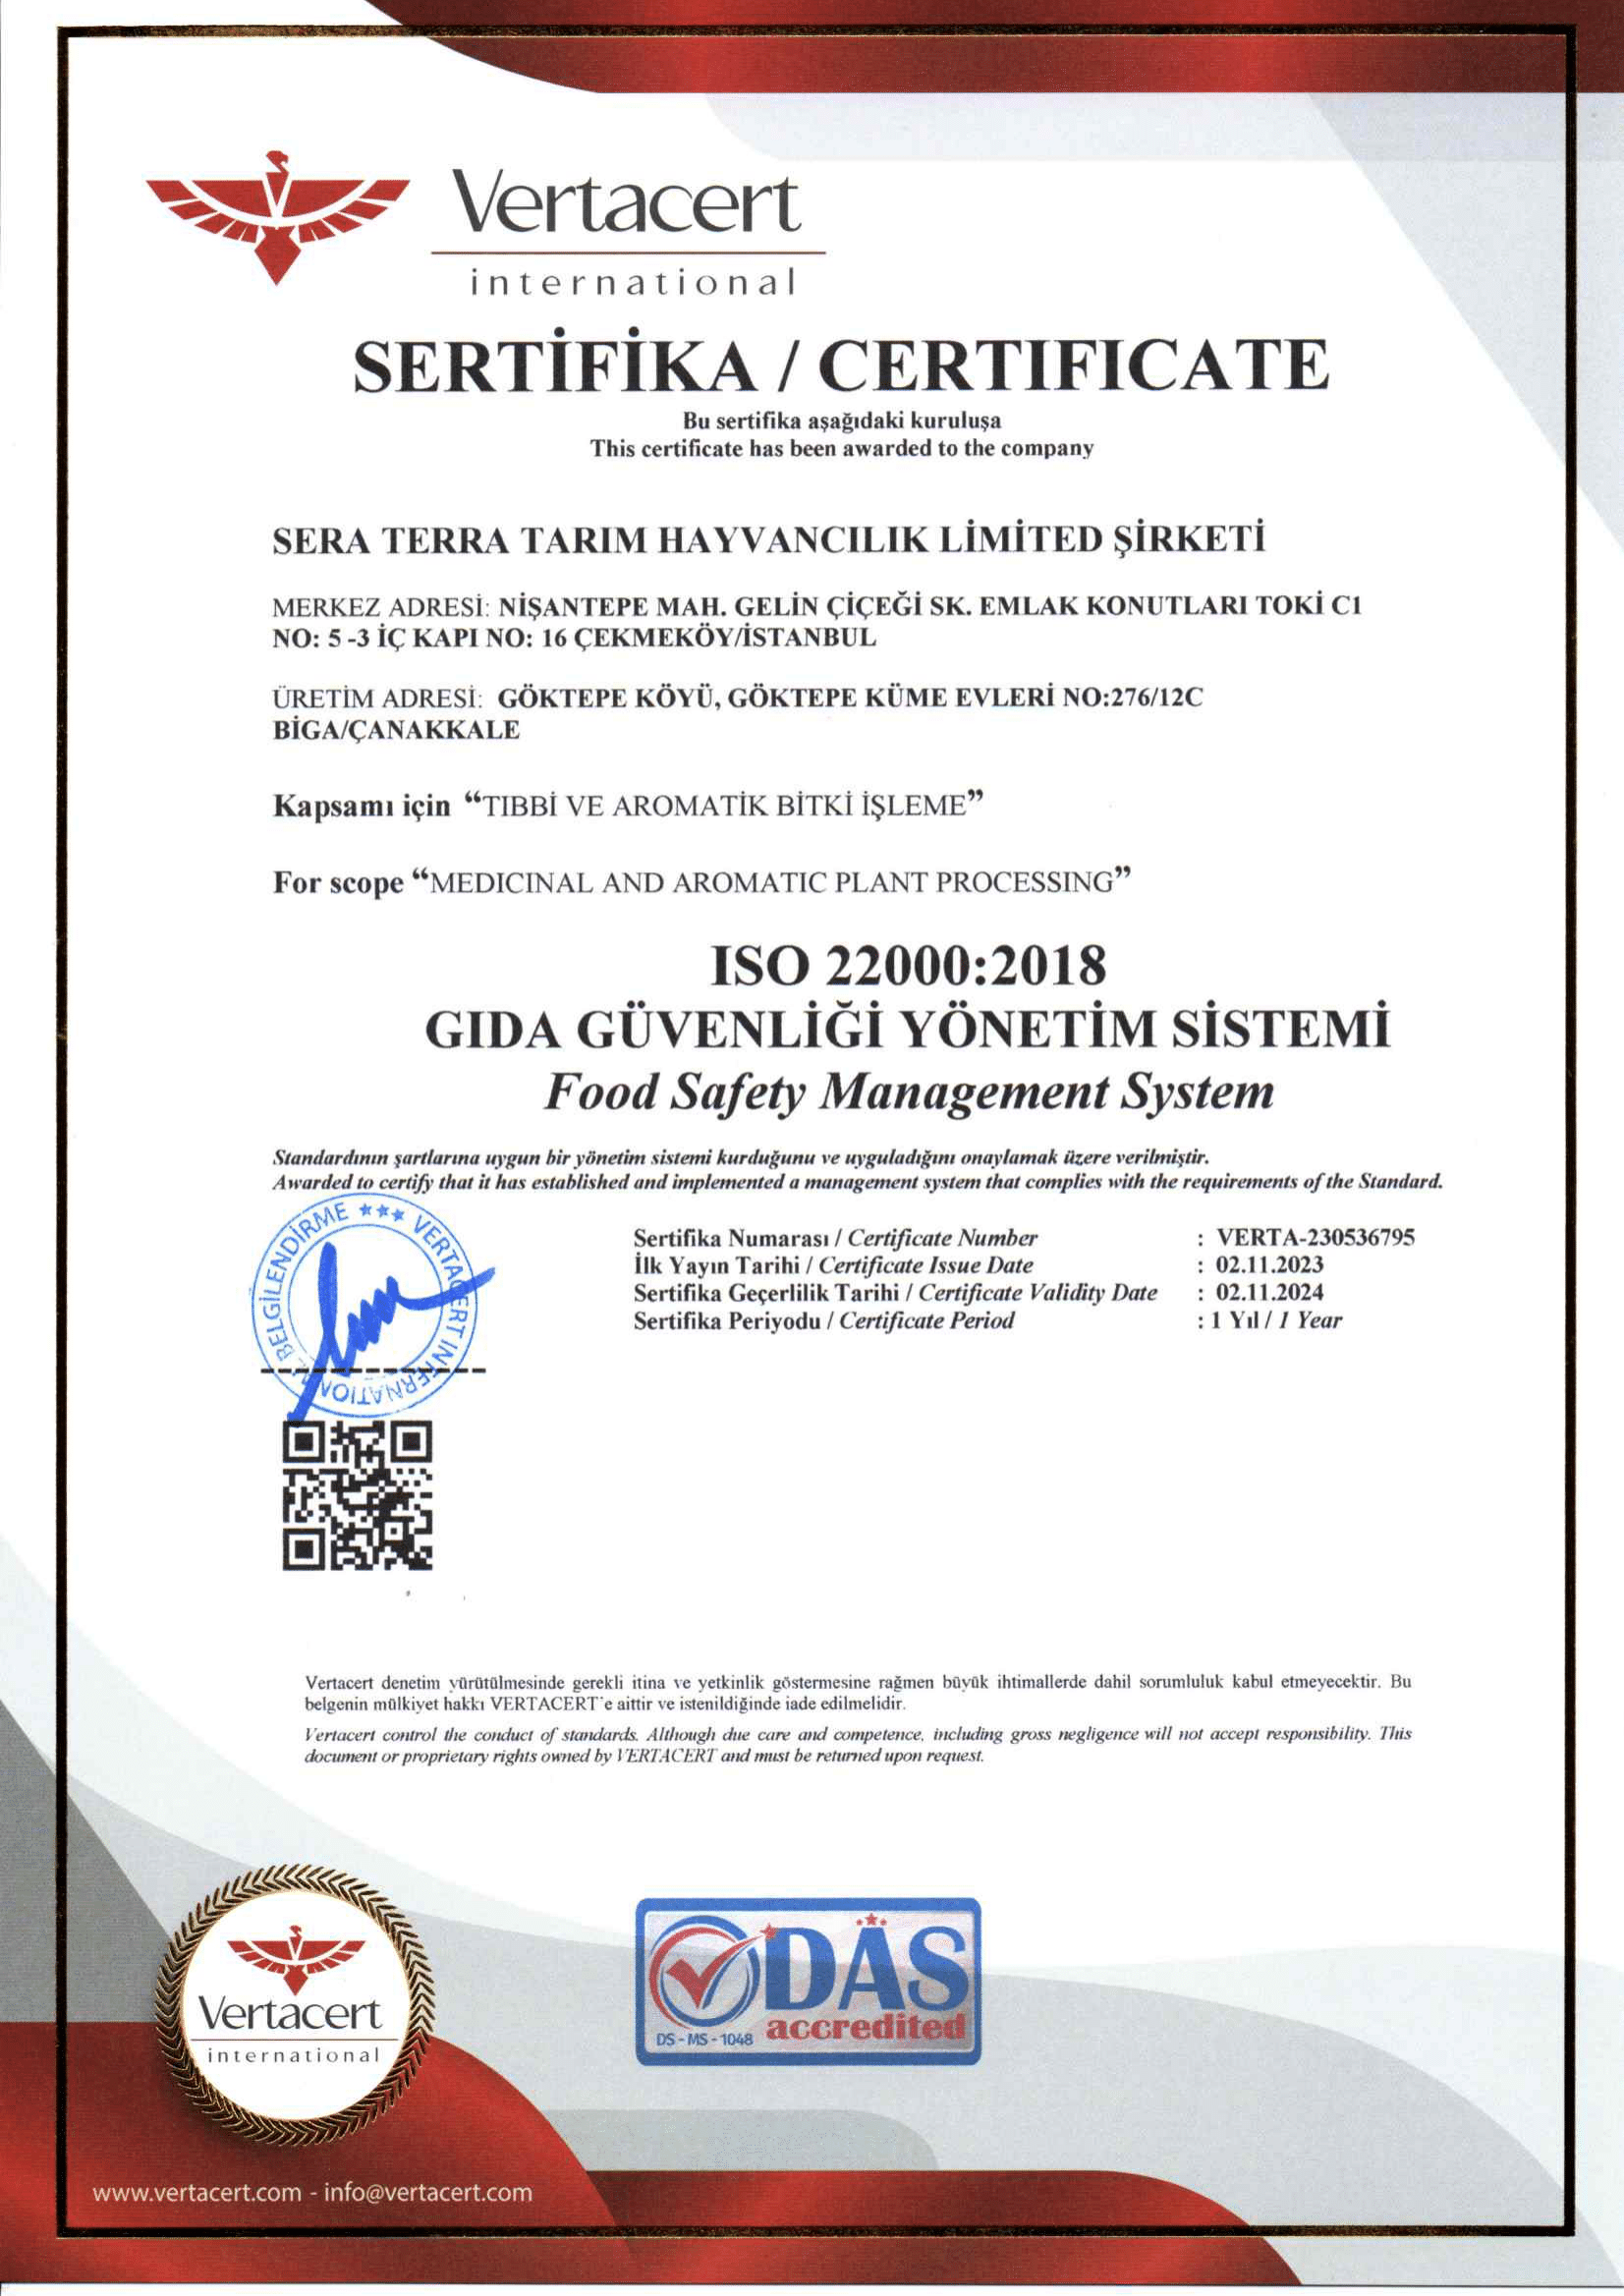 Vertacert
international
SERTİFİKA / CERTIFICATE
Bu sertifika aşağıdaki kuruluşa
This certificate has been awarded to the company
SERA TERRA TARIM HAYVANCILIK LİMİTED ŞİRKETİ
MERKEZ ADRESİ: NİŞANTEPE MAH. GELİN ÇİÇEĞİ SK. EMLAK KONUTLARI TOKİ C1
NO: 5 -3 İÇ KAPI NO: 16 ÇEKMEKÖY/İSTANBUL
ÜRETİM ADRESİ: GÖKTEPE KÖYÜ, GÖKTEPE KÜME EVLERİ NO:276/12C
BİGA/ÇANAKKALE
Kapsamı için “TIBBİ VE AROMATİK BİTKİ İŞLEME”
For scope “MEDICINAL AND AROMATIC PLANT PROCESSING”
ISO 22000:2018
GIDA GÜVENLİĞİ YÖNETİM SİSTEMİ
Food Safety Management System
Standardının şartlarına uygun bir yönetim sistemi kurduğunu ve uyguladığını onaylamak üzere verilmiştir.
Awarded to certify that it has established and implemented a management system that complies with the requirements of the Standard.
BELGİLENDİRME *** VERTACERT INTERNATIONAL
Sertifika Numarası / Certificate Number : VERTA-230536795
İlk Yayın Tarihi / Certificate Issue Date : 02.11.2023
Sertifika Geçerlilik Tarihi / Certificate Validity Date : 02.11.2024
Sertifika Periyodu / Certificate Period : 1 Yıl / 1 Year
Vertacert denetim yürütülmesinde gerekli itina ve yetkinlik göstermesine rağmen büyük ihtimallerde dahil sorumluluk kabul etmeyecektir. Bu
belgenin mülkiyet hakkı VERTACERT'e aittir ve istenildiğinde iade edilmelidir.
Vertacert control the conduct of standards. Although due care and competence, including gross negligence will not accept responsibility. This
document or proprietary rights owned by VERTACERT and must be returned upon request.
Vertacert
international
DAS
accredited
DS - MS - 1048
www.vertacert.com - info@vertacert.com